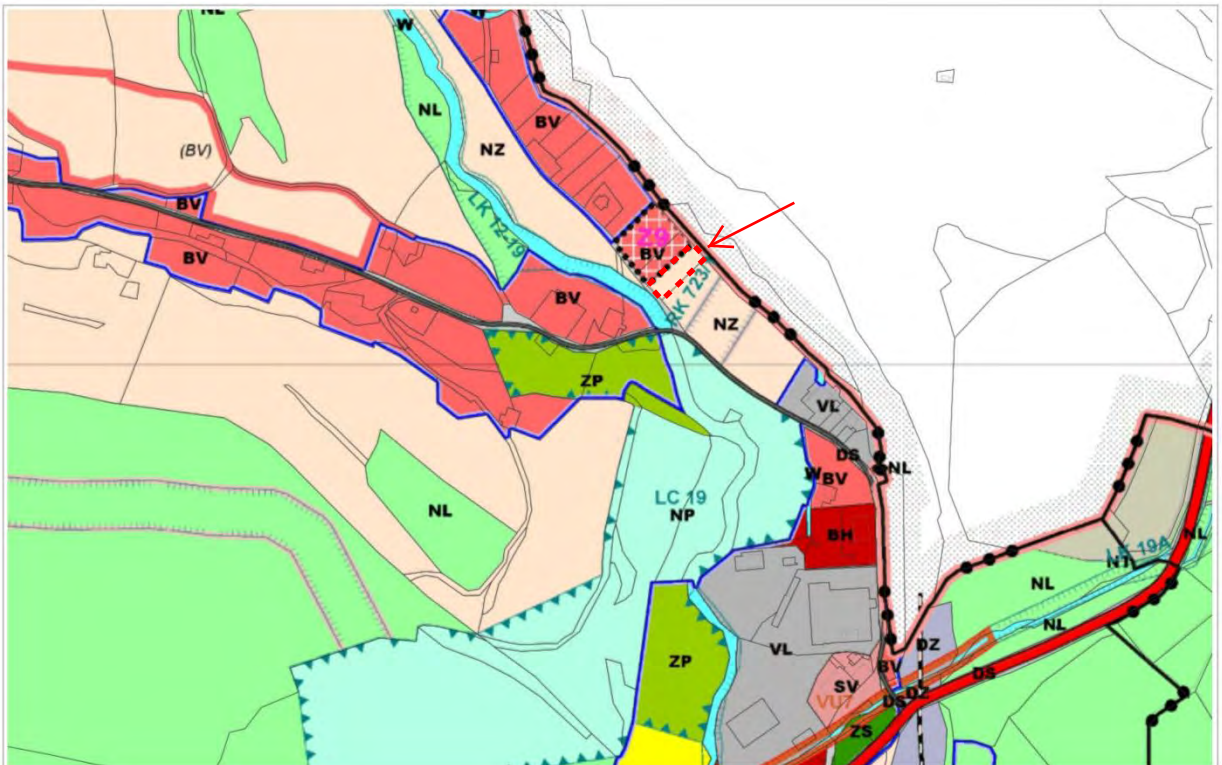 NL
W
W
BV
NL
NZ
(BV)
LK 12-19
BV
Z9
BV
BV
BV
RK 723/
NZ
ZP
VL
DS
NL
W
BV
LC 19
NP
NL
BH
LK 19A
NT
NL
NL
NL
ZP
VL
DZ
BV
SV
DS
VU7
DS
DZ
ZS